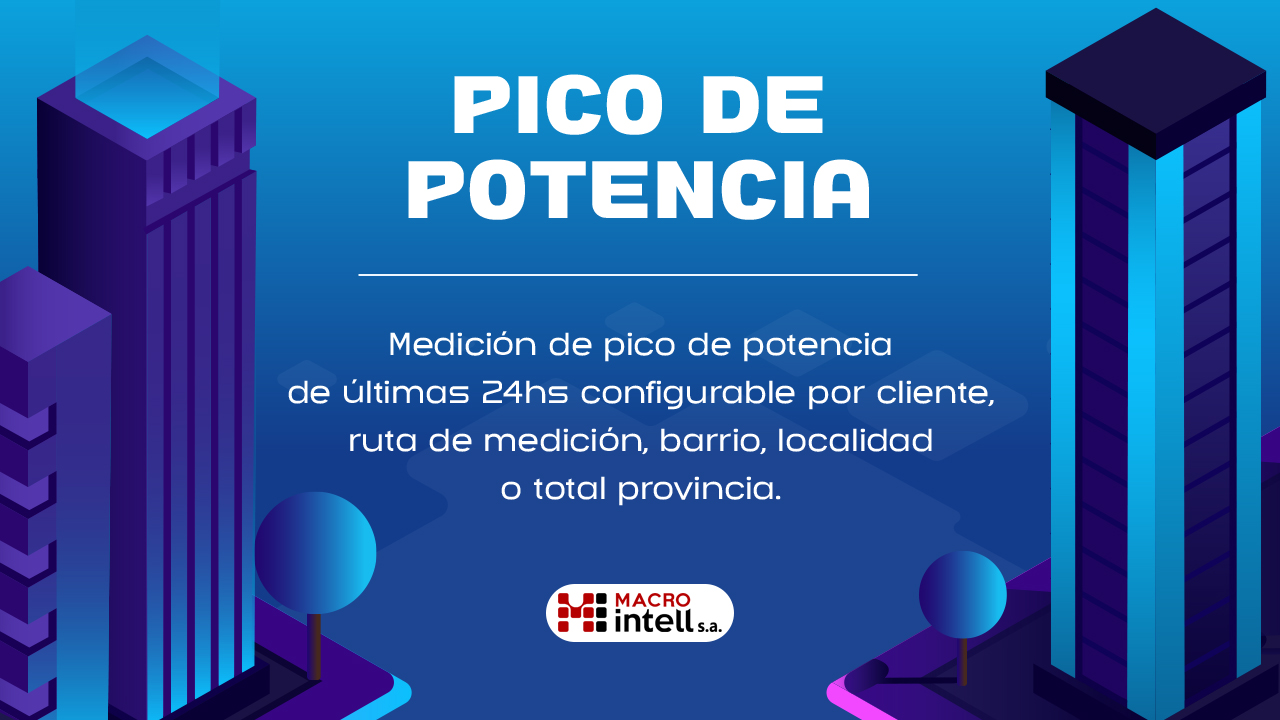 PICO DE
POTENCIA
Medición de pico de potencia
de últimas 24hs configurable por cliente,
ruta de medición, barrio, localidad
o total provincia.
MACRO
intell s.a.